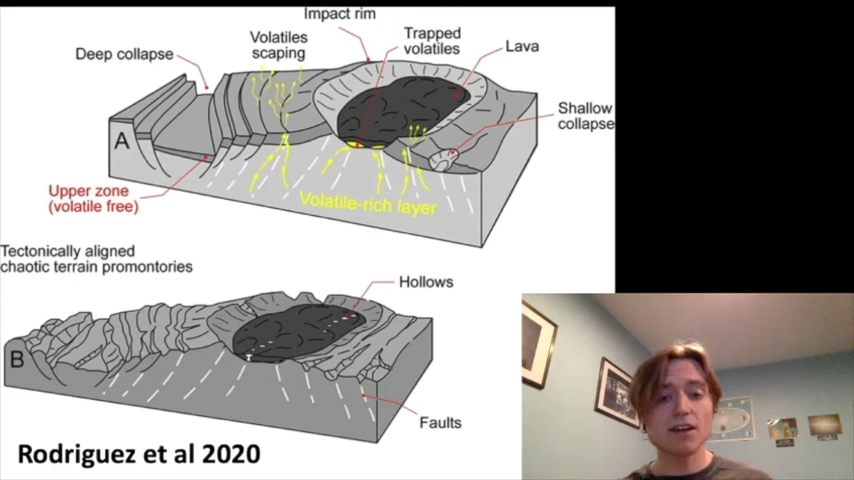 Impact rim
Volatiles
scaping
Trapped
volatiles
Lava
Deep collapse
Shallow
collapse
A
Upper zone
(volatile free)
Volatile-rich layer
Tectonically aligned
chaotic terrain promontories
Hollows
B
Faults
Rodriguez et al 2020